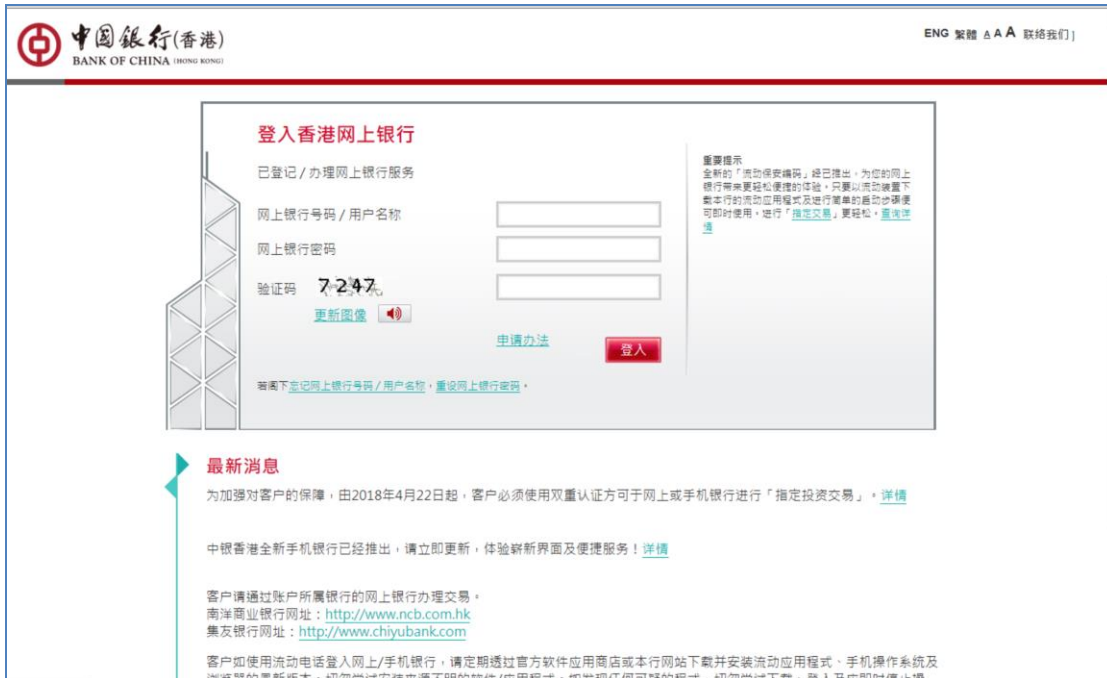 中國銀行(香港)
BANK OF CHINA (HONG KONG)
ENG 繁體 A A A 联络我们 |
登入香港网上银行
已登记 / 办理网上银行服务
网上银行号码 / 用户名称
网上银行密码
验证码 7247
更新图像
申请办法
登入
若阁下忘记网上银行号码 / 用户名称，重设网上银行密码。
重要提示
全新的「流动保安编码」经已推出，为您的网上
银行带来更轻松便捷的体验。只要以流动装置下
载本行的流动应用程式及进行简单的启动步骤便
可即时使用。进行「指定交易」更轻松。查询详
情
最新消息
为加强对客户的保障，由2018年4月22日起，客户必须使用双重认证方可于网上或手机银行进行「指定投资交易」。详情
中银香港全新手机银行已经推出，请立即更新，体验崭新界面及便捷服务！详情
客户请通过账户所属银行的网上银行办理交易。
南洋商业银行网址：http://www.ncb.com.hk
集友银行网址：http://www.chiyubank.com
客户如使用流动电话登入网上/手机银行，请定期透过官方软件应用商店或本行网站下载并安装流动应用程式、手机操作系统及